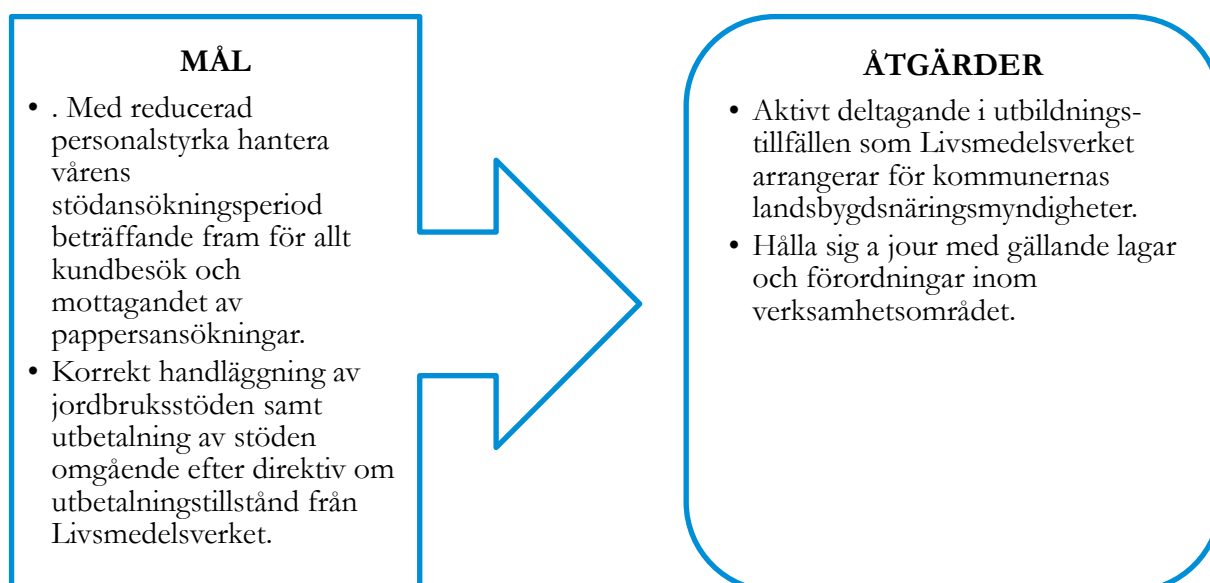 MÅL
• . Med reducerad
personalstyrka hantera
vårens
stödansökningsperiod
beträffande fram för allt
kundbesök och
mottagandet av
pappersansökningar.
• Korrekt handläggning av
jordbruksstöden samt
utbetalning av stöden
omgående efter direktiv om
utbetalningstillstånd från
Livsmedelsverket.
ÅTGÄRDER
• Aktivt deltagande i utbildnings-
tillfällen som Livsmedelsverket
arrangerar för kommunernas
landsbygdsnäringsmyndigheter.
• Hålla sig a jour med gällande lagar
och förordningar inom
verksamhetsområdet.